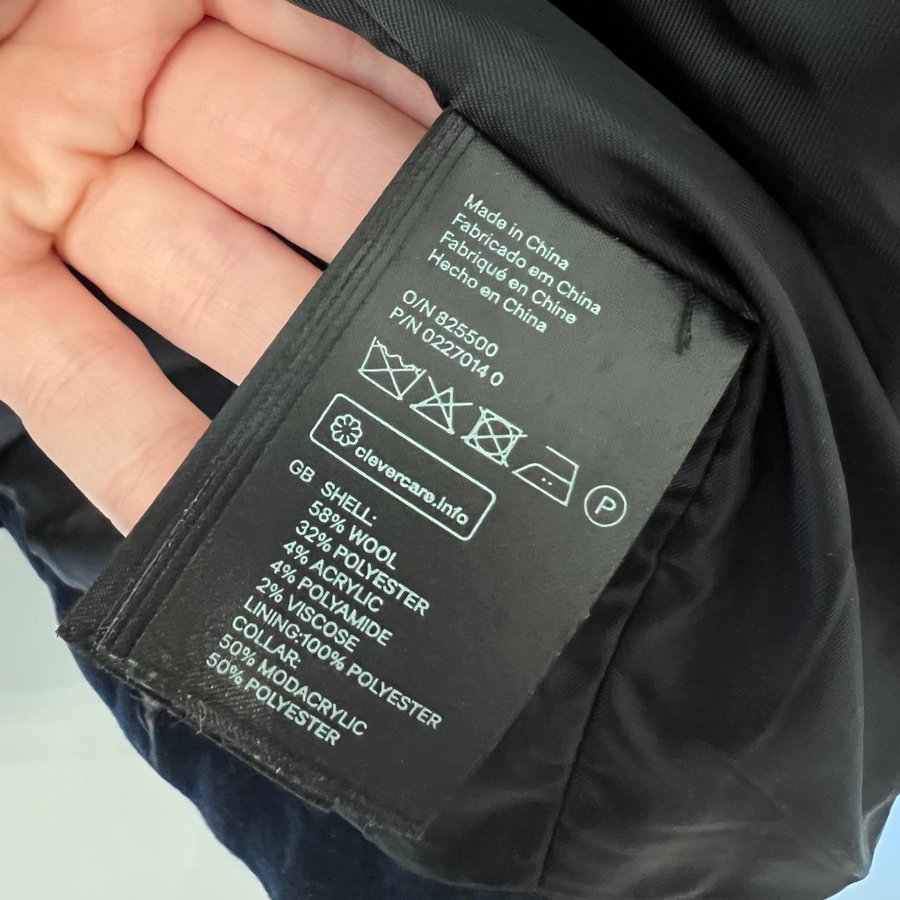 Made in China
Fabricado em China
Fabriqué en Chine
Hecho en China
O/N 825500
P/N 0227014 0
P
clevercare.info
GB SHELL:
58% WOOL
32% POLYESTER
4% ACRYLIC
4% POLYAMIDE
2% VISCOSE
LINING:100% POLYESTER
COLLAR:
50% MODACRYLIC
50% POLYESTER